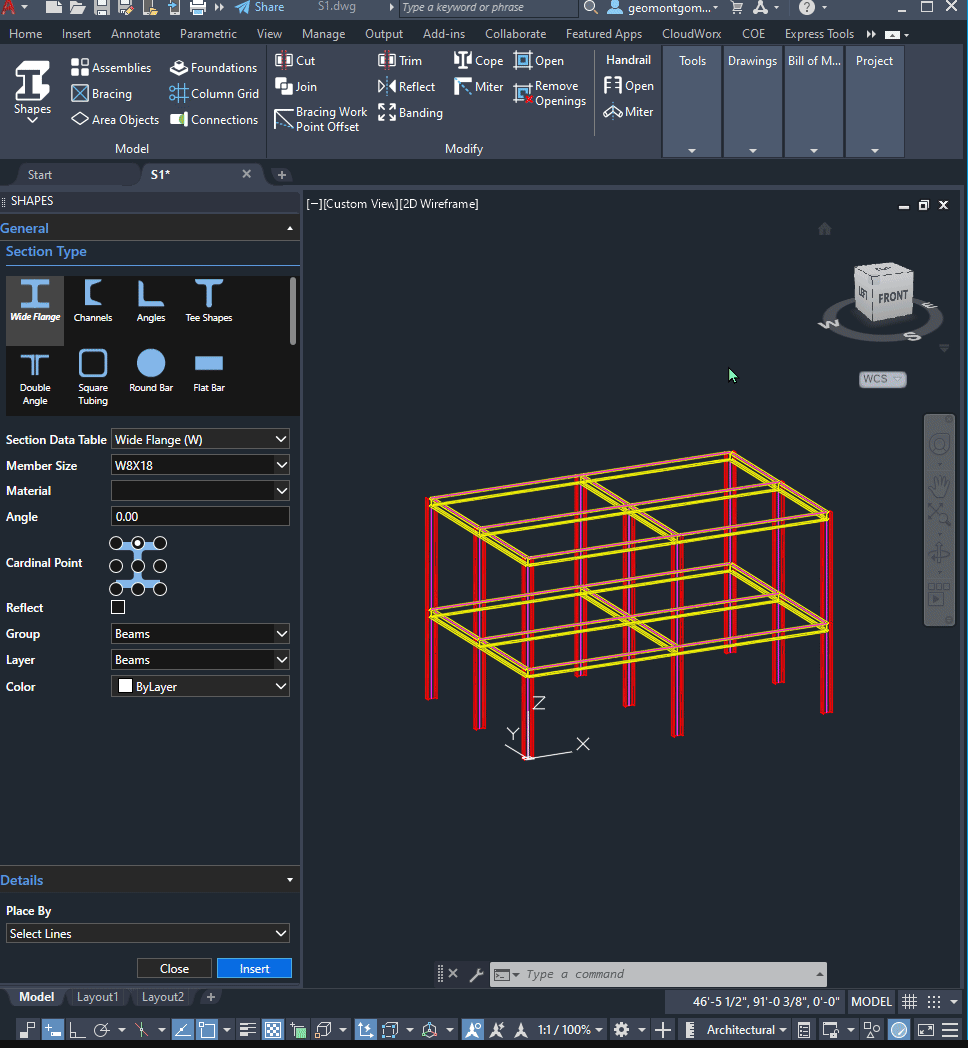 Share
S1.dwg
Type a keyword or phrase
geomontgom...
Home Insert Annotate Parametric View Manage Output Add-ins Collaborate Featured Apps CloudWorx COE Express Tools
Shapes
Assemblies
Bracing
Area Objects
Foundations
Column Grid
Connections
Model
Cut
Join
Bracing Work
Point Offset
Trim
Reflect
Banding
Cope
Miter
Open
Remove
Openings
Modify
Handrail
Open
Miter
Tools
Drawings
Bill of M...
Project
Start
S1*
SHAPES
General
Section Type
Wide Flange
Channels
Angles
Tee Shapes
Double
Angle
Square
Tubing
Round Bar
Flat Bar
Section Data Table Wide Flange (W)
Member Size W8X18
Material
Angle 0.00
Cardinal Point
Reflect
Group Beams
Layer Beams
Color ByLayer
Details
Place By
Select Lines
Close
Insert
[−][Custom View][2D Wireframe]
TOP
LEFT
FRONT
W
S
E
WCS
Z
Y
X
Type a command
Model Layout1 Layout2
46'-5 1/2", 91'-0 3/8", 0'-0" MODEL
1:1 / 100%
Architectural